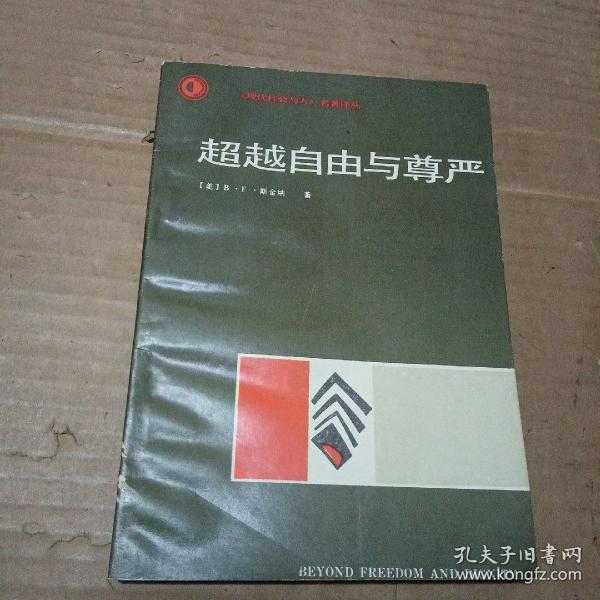 《现代社会与人》名著译丛
超越自由与尊严
[美] B·F·斯金纳 著
BEYOND FREEDOM AND
孔夫子旧书网
www.kongfz.com